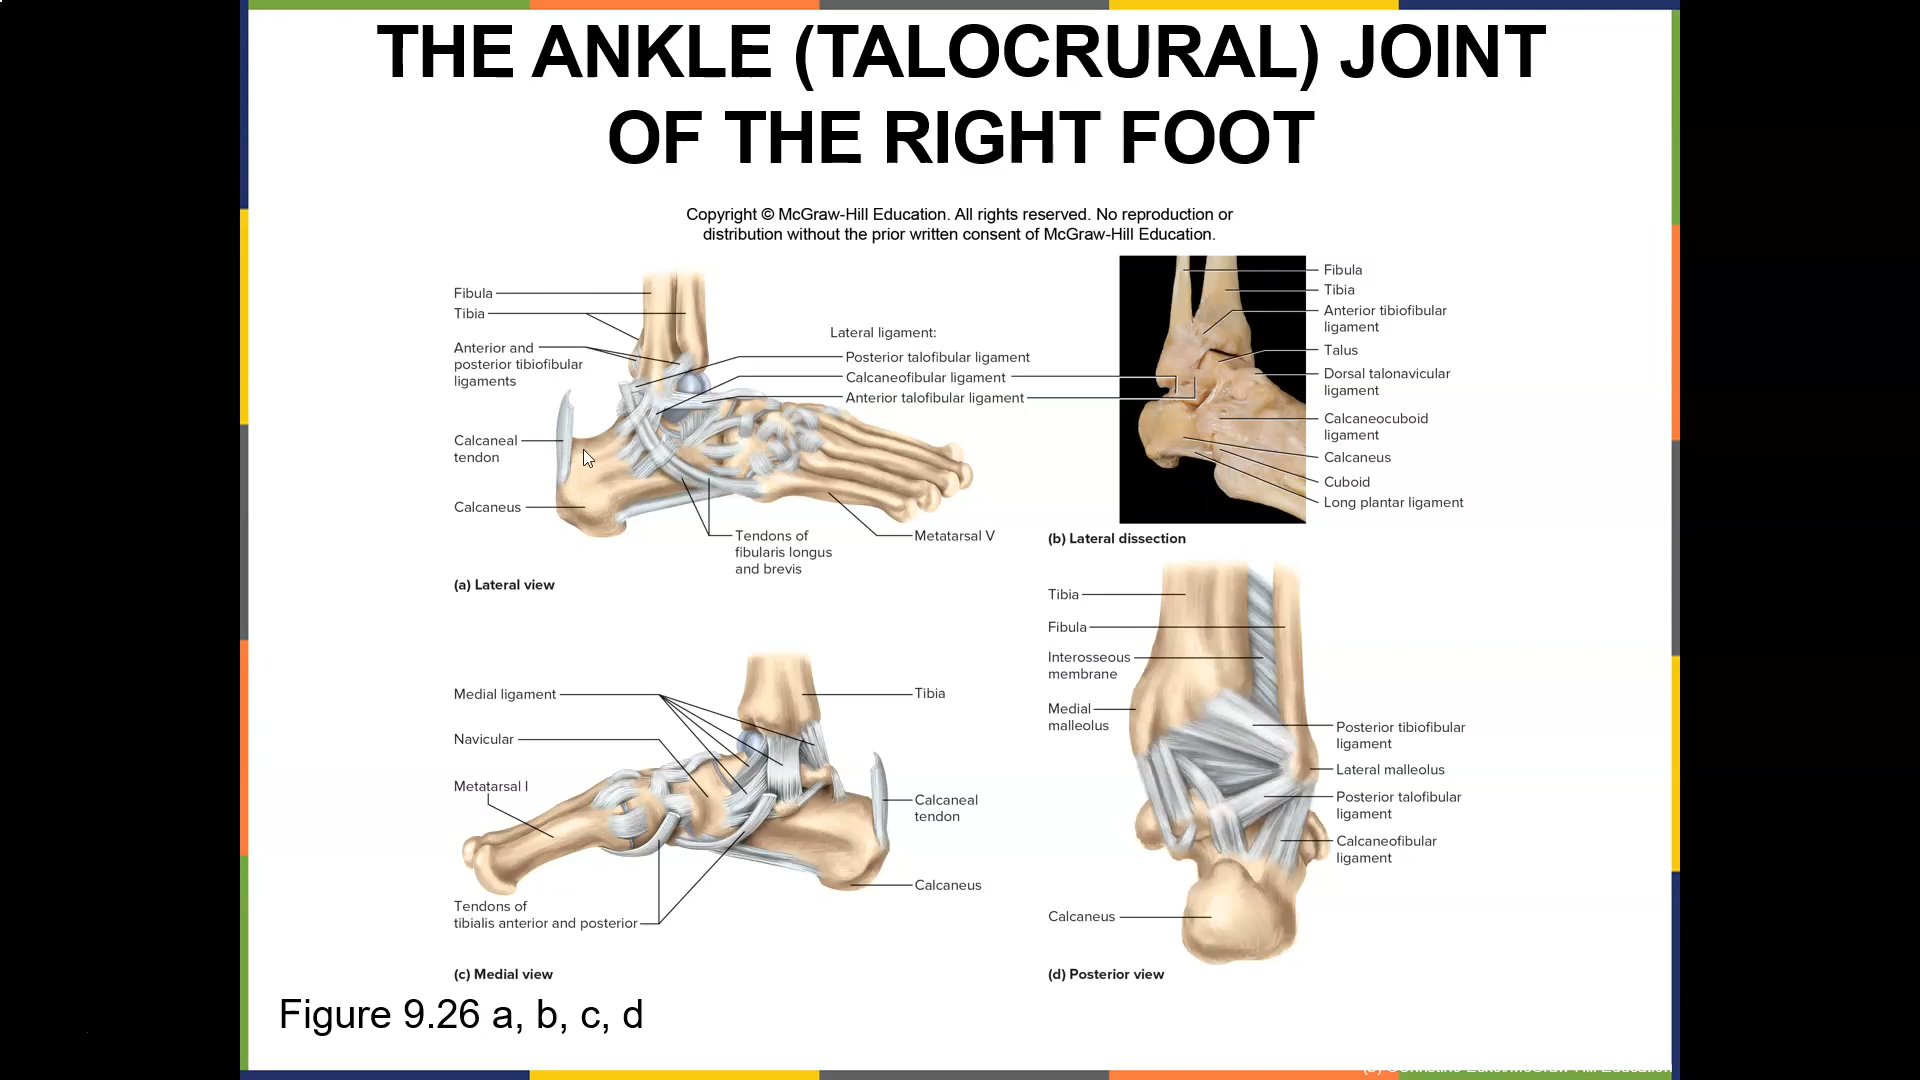 THE ANKLE (TALOCRURAL) JOINT
OF THE RIGHT FOOT
Copyright © McGraw-Hill Education. All rights reserved. No reproduction or
distribution without the prior written consent of McGraw-Hill Education.
Fibula
Tibia
Anterior and
posterior tibiofibular
ligaments
Calcaneal
tendon
Calcaneus
Lateral ligament:
Posterior talofibular ligament
Calcaneofibular ligament
Anterior talofibular ligament
Tendons of
fibularis longus
and brevis
Metatarsal V
(a) Lateral view
Fibula
Tibia
Anterior tibiofibular
ligament
Talus
Dorsal talonavicular
ligament
Calcaneocuboid
ligament
Calcaneus
Cuboid
Long plantar ligament
(b) Lateral dissection
Medial ligament
Navicular
Metatarsal I
Tendons of
tibialis anterior and posterior
Tibia
Calcaneal
tendon
Calcaneus
(c) Medial view
Tibia
Fibula
Interosseous
membrane
Medial
malleolus
Calcaneus
Posterior tibiofibular
ligament
Lateral malleolus
Posterior talofibular
ligament
Calcaneofibular
ligament
(d) Posterior view
Figure 9.26 a, b, c, d